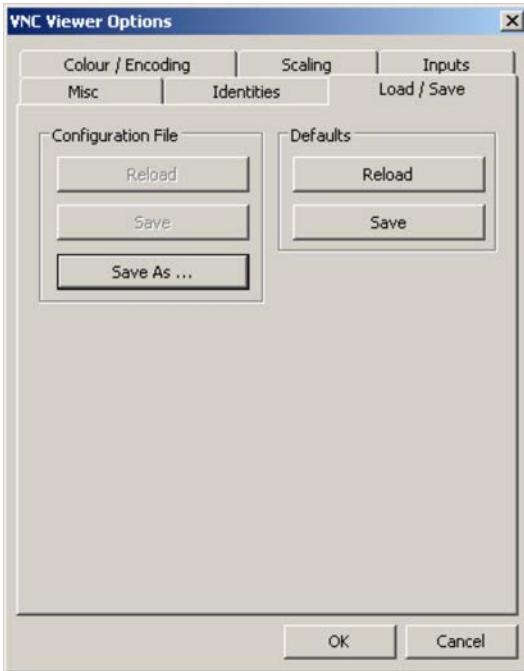 VNC Viewer Options
Colour / Encoding Scaling Inputs
Misc Identities Load / Save
Configuration File Defaults
Reload Reload
Save Save
Save As ...
OK Cancel